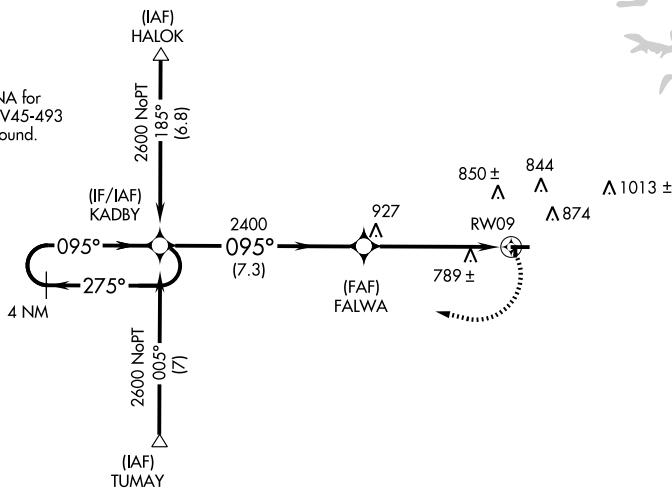 (IAF)
HALOK
NA for
V45-493
ound.
2600 NoPT
185°
(6.8)
(IF/IAF)
KADBY
095°
275°
4 NM
2400
095°
(7.3)
927
(FAF)
FALWA
850 ±
844
1013 ±
874
RW09
789 ±
2600 NoPT
005°
(7)
(IAF)
TUMAY